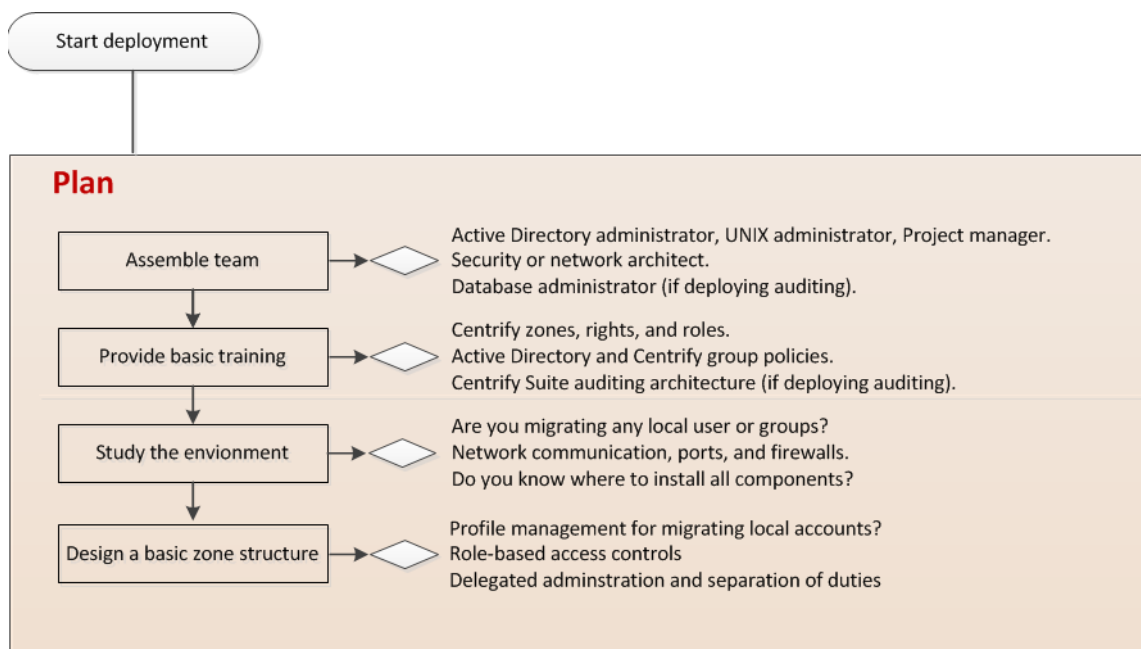 Start deployment
Plan
Assemble team
Active Directory administrator, UNIX administrator, Project manager.
Security or network architect.
Database administrator (if deploying auditing).
Provide basic training
Centrify zones, rights, and roles.
Active Directory and Centrify group policies.
Centrify Suite auditing architecture (if deploying auditing).
Study the envionment
Are you migrating any local user or groups?
Network communication, ports, and firewalls.
Do you know where to install all components?
Design a basic zone structure
Profile management for migrating local accounts?
Role-based access controls
Delegated adminstration and separation of duties